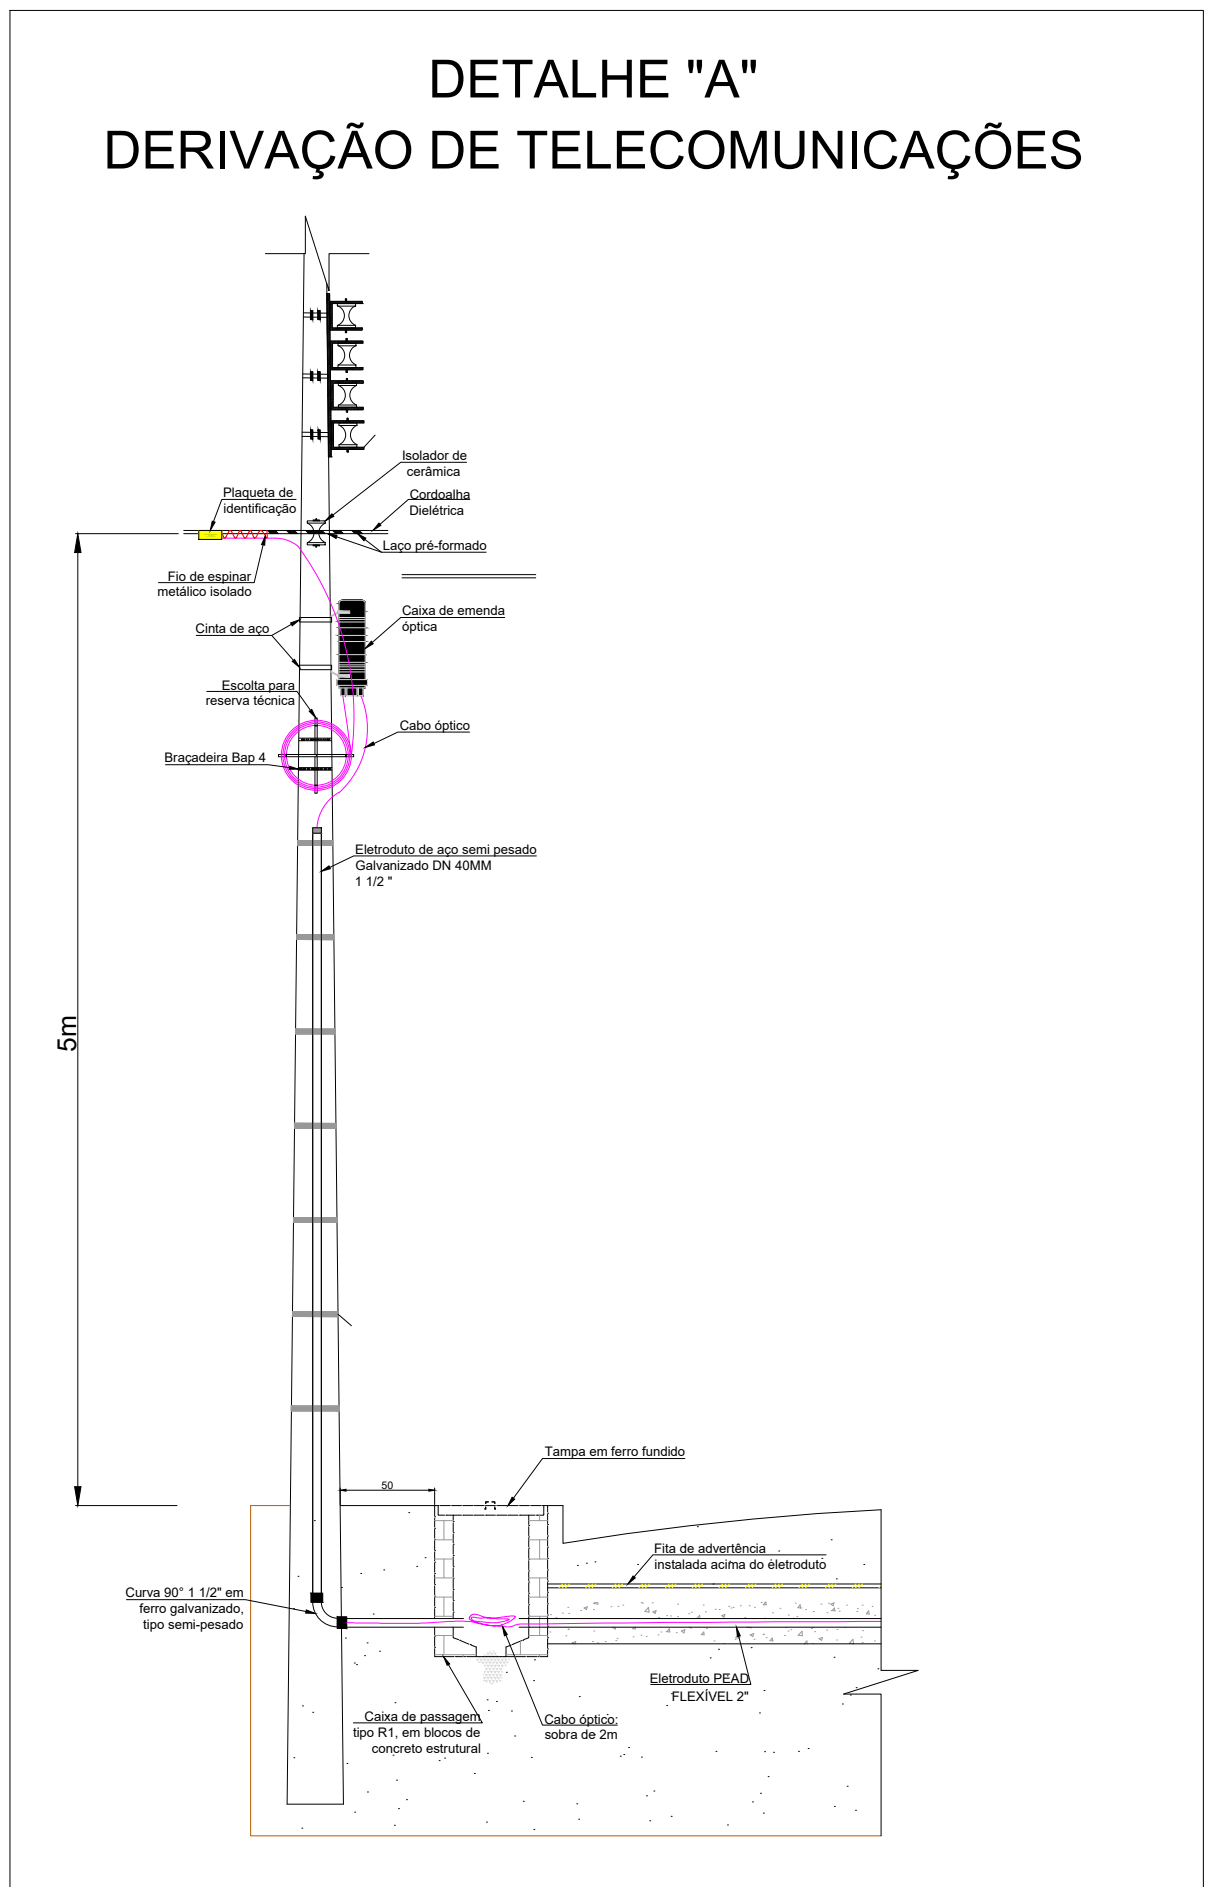 DETALHE "A"
DERIVAÇÃO DE TELECOMUNICAÇÕES
Isolador de
cerâmica
Plaqueta de
identificação
Cordoalha
Dielétrica
Laço pré-formado
Fio de espinar
metálico isolado
Caixa de emenda
óptica
Cinta de aço
Escolta para
reserva técnica
Cabo óptico
Braçadeira Bap 4
Eletroduto de aço semi pesado
Galvanizado DN 40MM
1 1/2 "
5m
Tampa em ferro fundido
50
Fita de advertência
instalada acima do eletroduto
Curva 90° 1 1/2" em
ferro galvanizado,
tipo semi-pesado
Eletroduto PEAD
FLEXÍVEL 2"
Caixa de passagem
tipo R1, em blocos de
concreto estrutural
Cabo óptico;
sobra de 2m